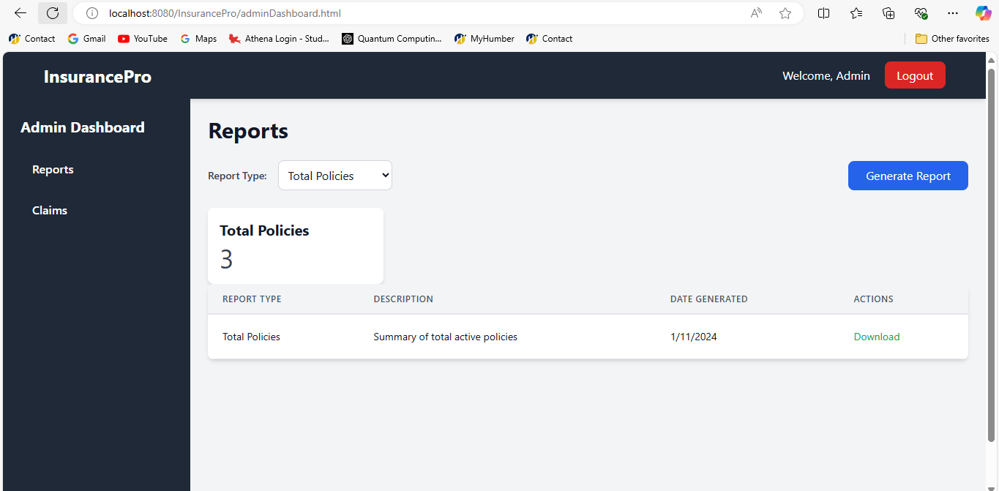 localhost:8080/InsurancePro/adminDashboard.html
Contact Gmail YouTube Maps Athena Login - Stud... Quantum Computin... MyHumber Contact Other favorites
InsurancePro Welcome, Admin Logout
Admin Dashboard
Reports
Claims
Reports
Report Type: Total Policies Generate Report
Total Policies
3
REPORT TYPE DESCRIPTION DATE GENERATED ACTIONS
Total Policies Summary of total active policies 1/11/2024 Download